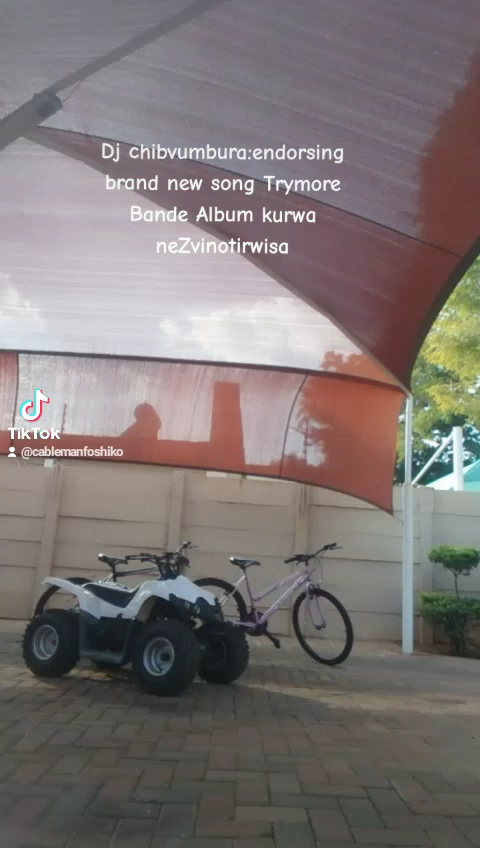 Dj chibvumbura:endorsing
brand new song Trymore
Bande Album kurwa
neZvinotirwisa
TikTok
@cablemanfoshiko